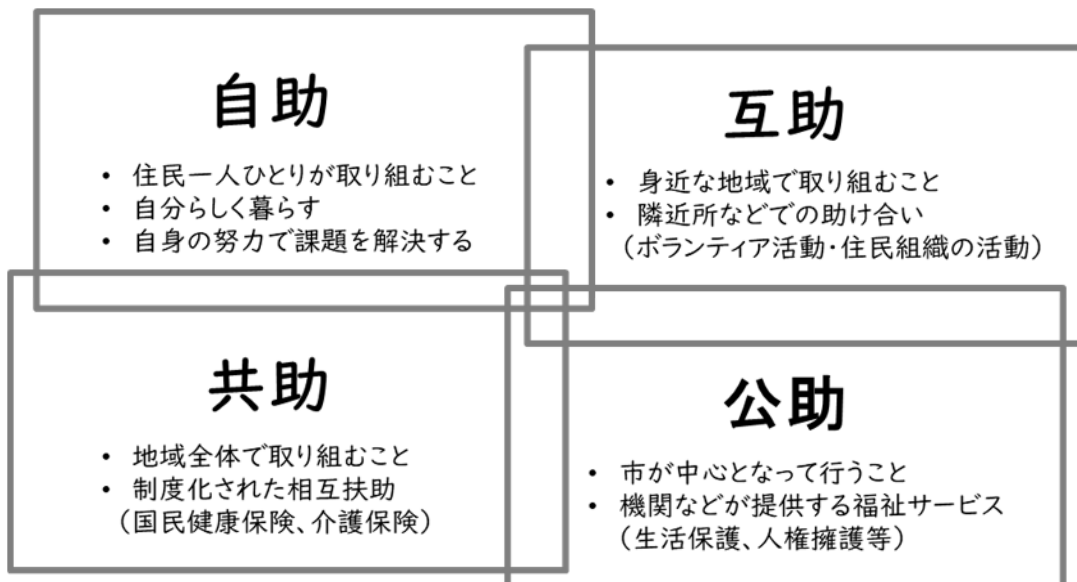 自助
• 住民一人ひとりが取り組むこと
• 自分らしく暮らす
• 自身の努力で課題を解決する
互助
• 身近な地域で取り組むこと
• 隣近所などでの助け合い
（ボランティア活動・住民組織の活動）
共助
• 地域全体で取り組むこと
• 制度化された相互扶助
（国民健康保険、介護保険）
公助
• 市が中心となって行うこと
• 機関などが提供する福祉サービス
（生活保護、人権擁護等）